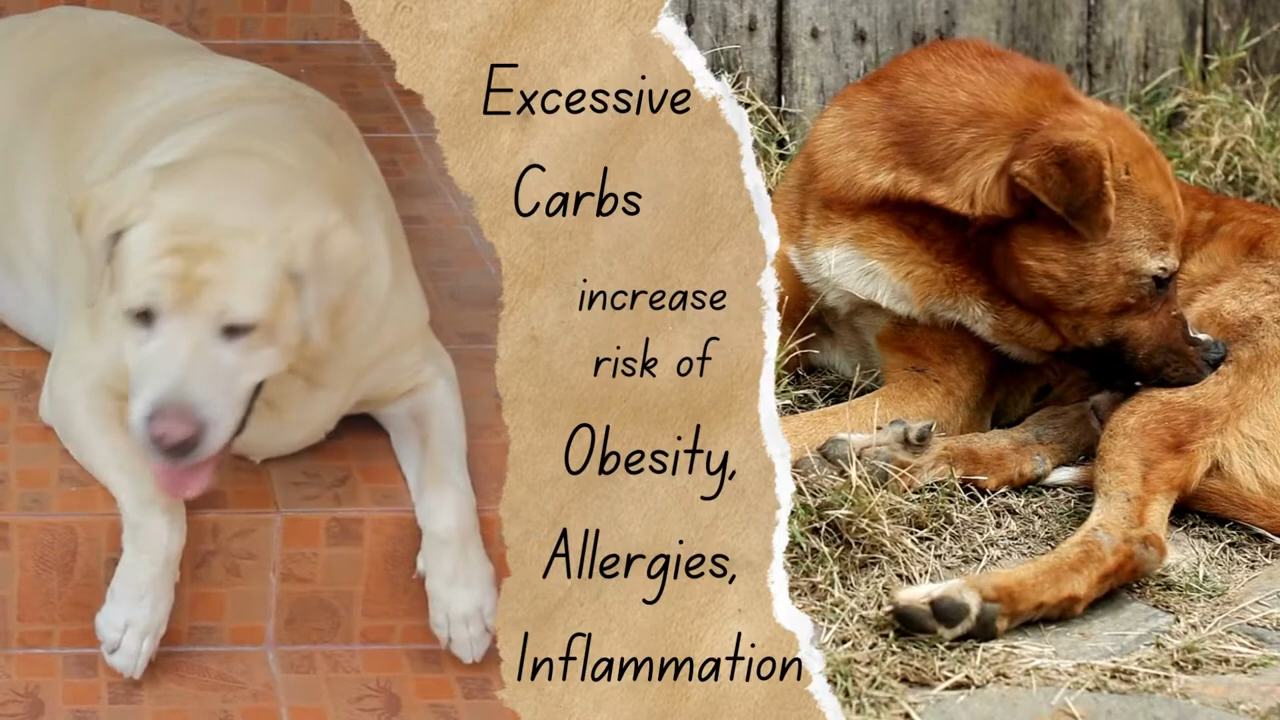 Excessive
Carbs
increase
risk of
Obesity,
Allergies,
Inflammation